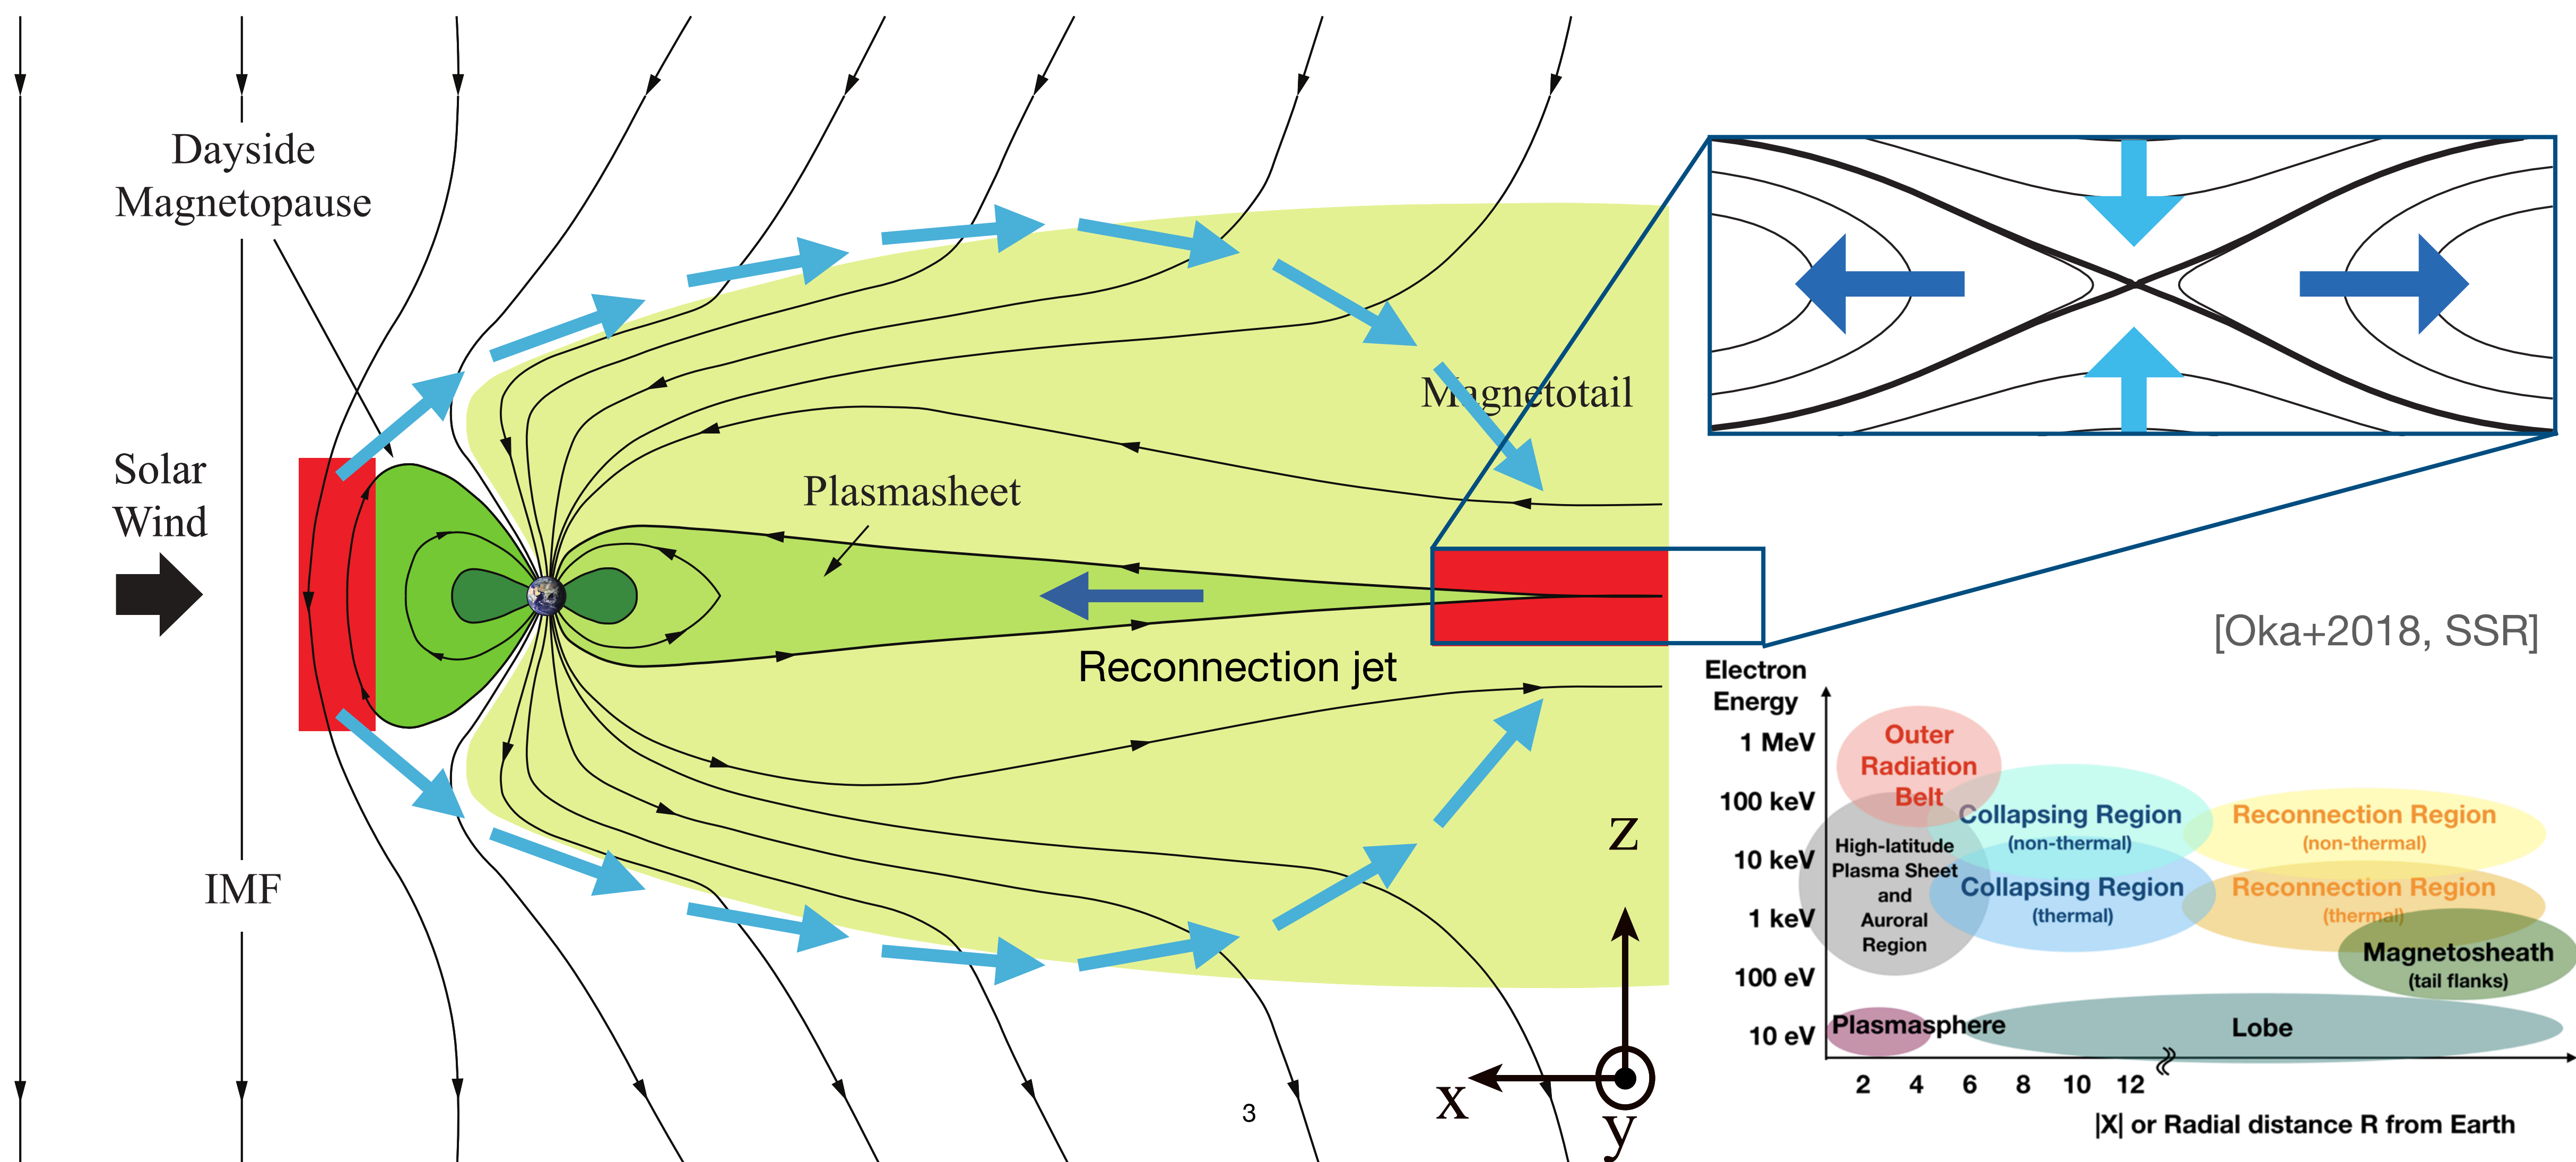 Dayside
Magnetopause
Solar
Wind
IMF
Plasmasheet
Magnetotail
Reconnection jet
Z
X
y
3
[Oka+2018, SSR]
Electron
Energy
1 MeV
100 keV
10 keV
1 keV
100 eV
10 eV
Outer
Radiation
Belt
Collapsing Region
(non-thermal)
Reconnection Region
(non-thermal)
High-latitude
Plasma Sheet
and
Auroral
Region
Collapsing Region
(thermal)
Reconnection Region
(thermal)
Magnetosheath
(tail flanks)
Plasmasphere
Lobe
2 4 6 8 10 12
|X| or Radial distance R from Earth